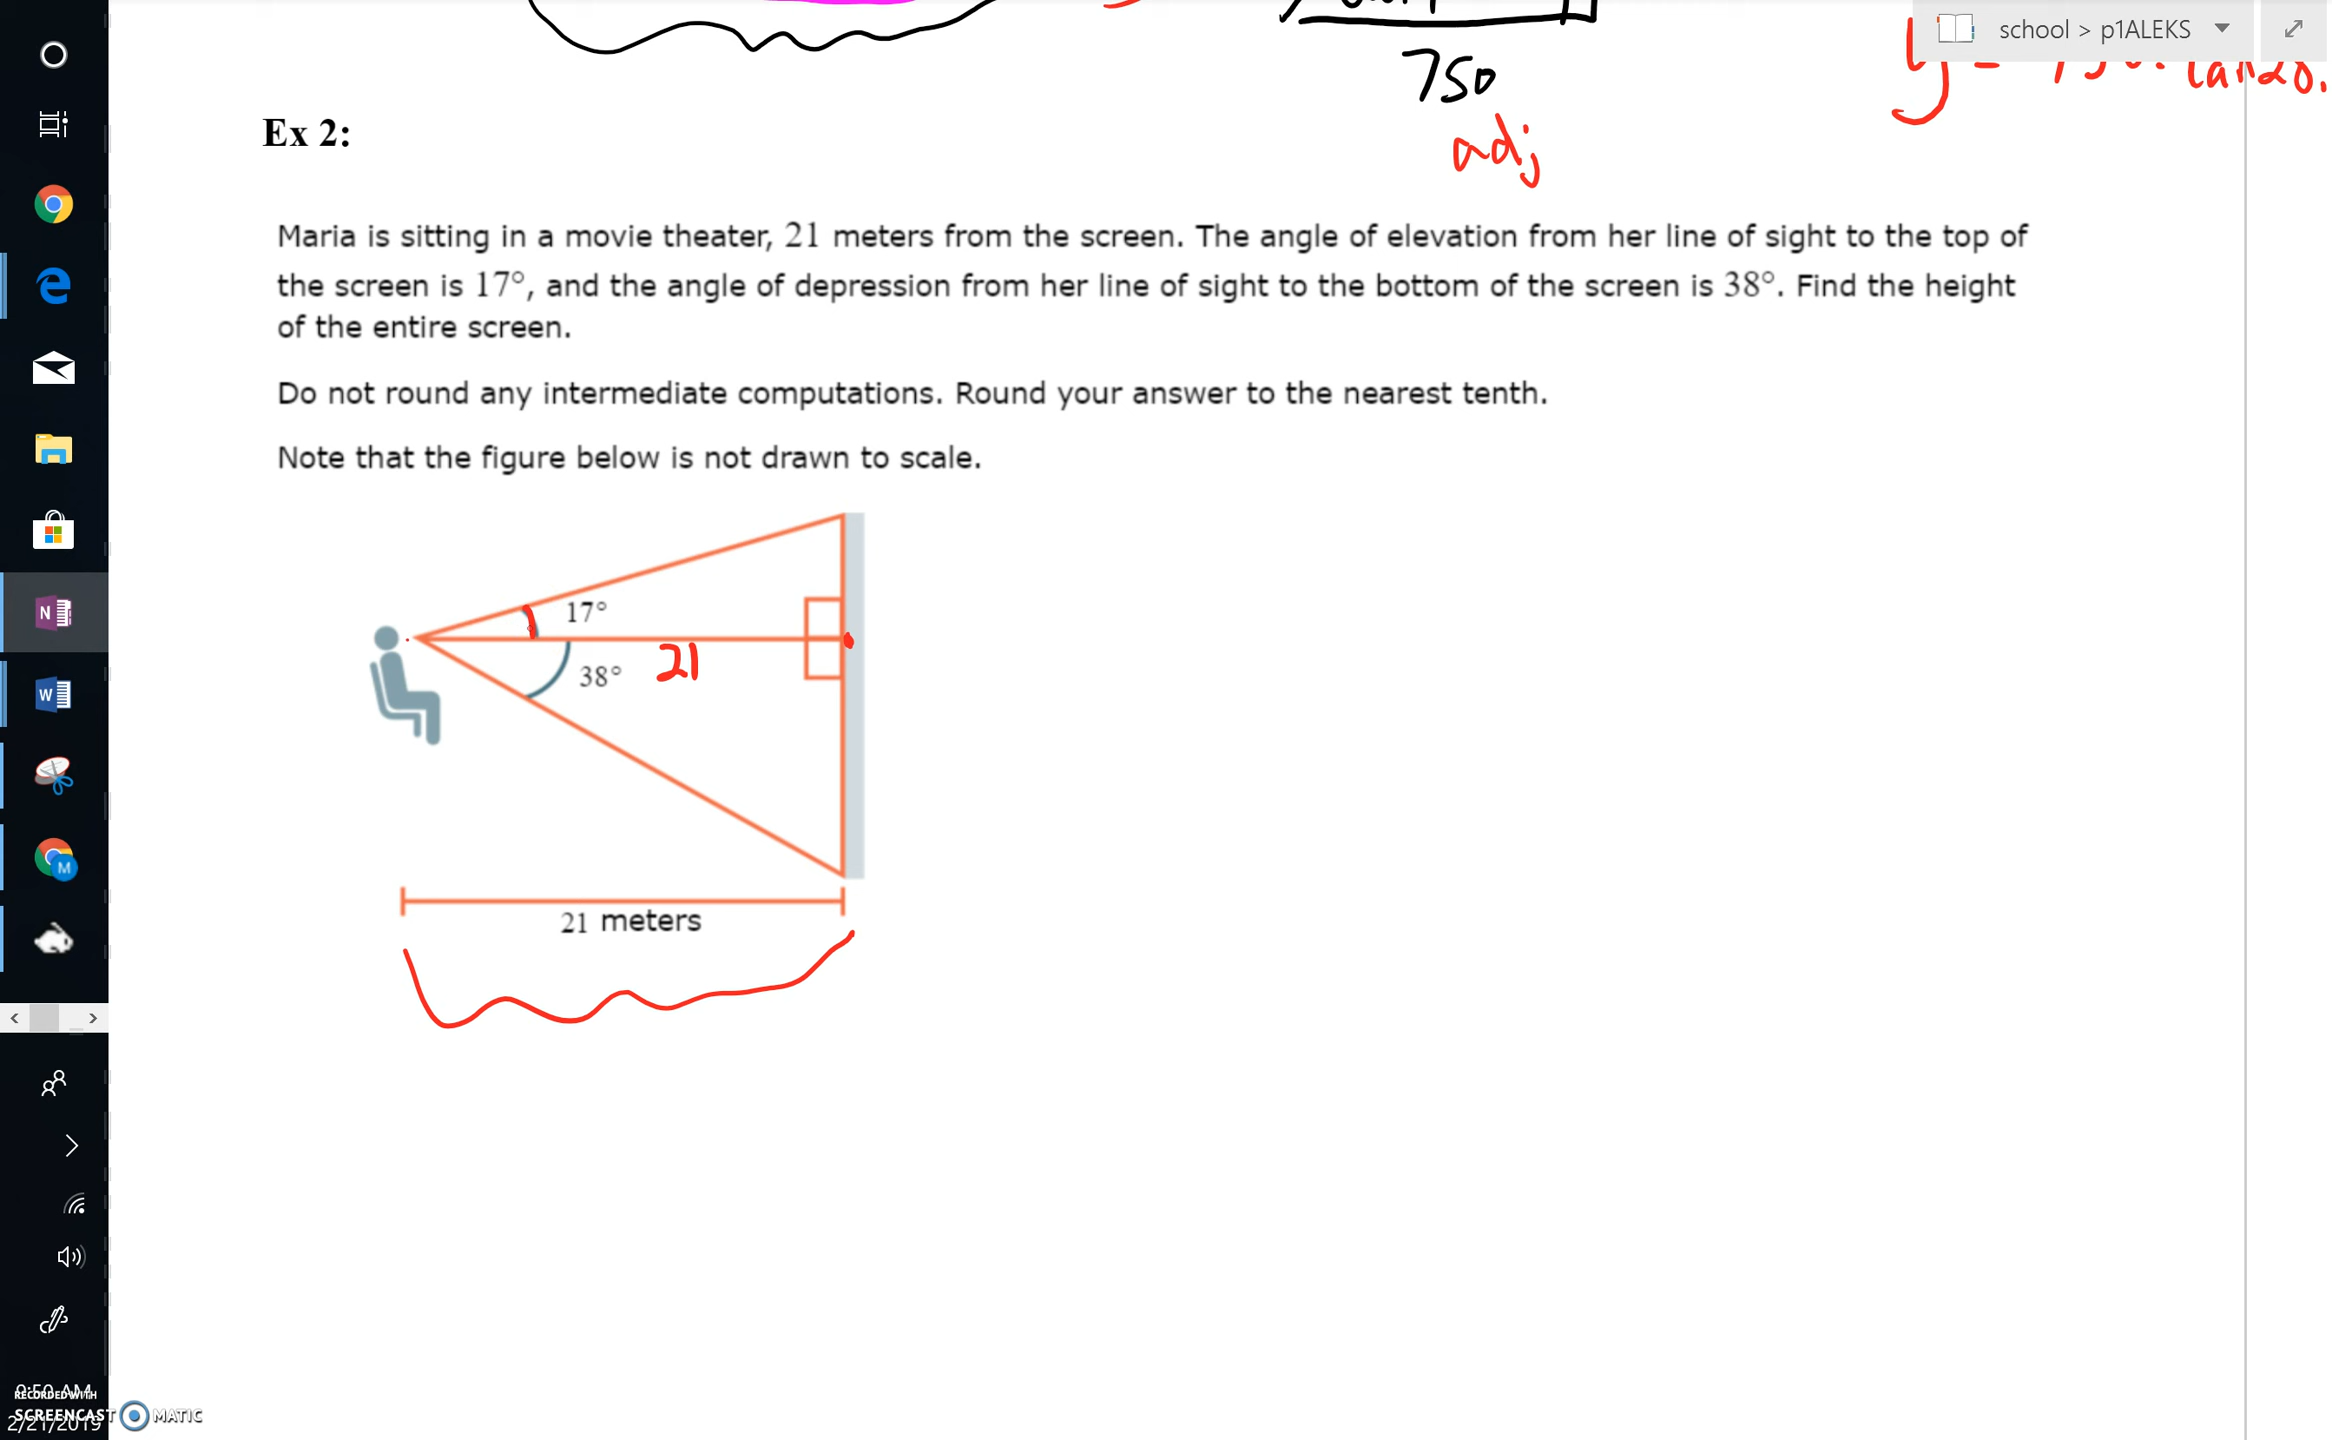 school > p1ALEKS
750
adj
Ex 2:
Maria is sitting in a movie theater, 21 meters from the screen. The angle of elevation from her line of sight to the top of
the screen is 17°, and the angle of depression from her line of sight to the bottom of the screen is 38°. Find the height
of the entire screen.
Do not round any intermediate computations. Round your answer to the nearest tenth.
Note that the figure below is not drawn to scale.
17°
38°
21
21 meters
N
W
M
RECORDED WITH
SCREENCAST MATIC
2/21/2019